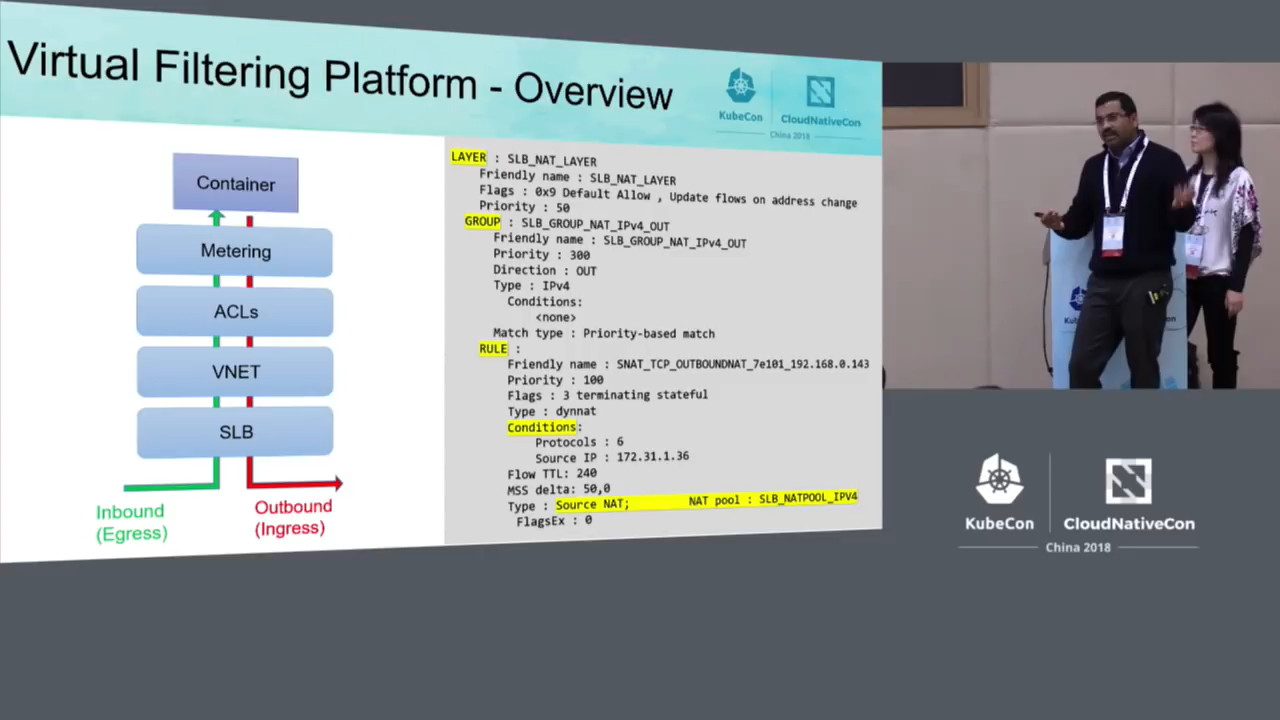 Virtual Filtering Platform - Overview
KubeCon
CloudNativeCon
China 2018
Container
Metering
ACLs
VNET
SLB
Inbound
(Egress)
Outbound
(Ingress)
LAYER : SLB_NAT_LAYER
Friendly name : SLB_NAT_LAYER
Flags : 0x9 Default Allow , Update flows on address change
Priority : 50
GROUP : SLB_GROUP_NAT_IPv4_OUT
Friendly name : SLB_GROUP_NAT_IPv4_OUT
Priority : 300
Direction : OUT
Type : IPv4
Conditions:
<none>
Match type : Priority-based match
RULE :
Friendly name : SNAT_TCP_OUTBOUNDNAT_7e101_192.168.0.143
Priority : 100
Flags : 3 terminating stateful
Type : dynnat
Conditions:
Protocols : 6
Source IP : 172.31.1.36
Flow TTL: 240
MSS delta: 50,0
Type : Source NAT; NAT pool : SLB_NATPOOL_IPV4
FlagsEx : 0
KubeCon
CloudNativeCon
China 2018